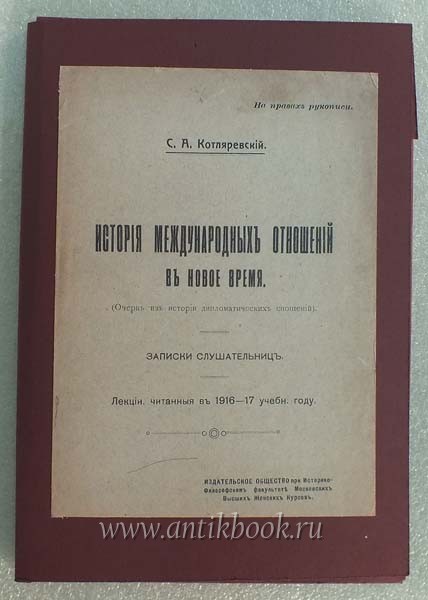 На правахъ рукописи.
С. А. Котляревскій.
ИСТОРІЯ МЕЖДУНАРОДНЫХЪ ОТНОШЕНІЙ
ВЪ НОВОЕ ВРЕМЯ.
(Очеркъ изъ исторіи дипломатическихъ сношеній).
ЗАПИСКИ СЛУШАТЕЛЬНИЦЪ.
Лекціи, читанныя въ 1916—17 учебн. году.
ИЗДАТЕЛЬСКОЕ ОБЩЕСТВО при Историко-
Философскомъ факультетѣ Московскихъ
Высшихъ Женскихъ Курсовъ.
www.antikbook.ru